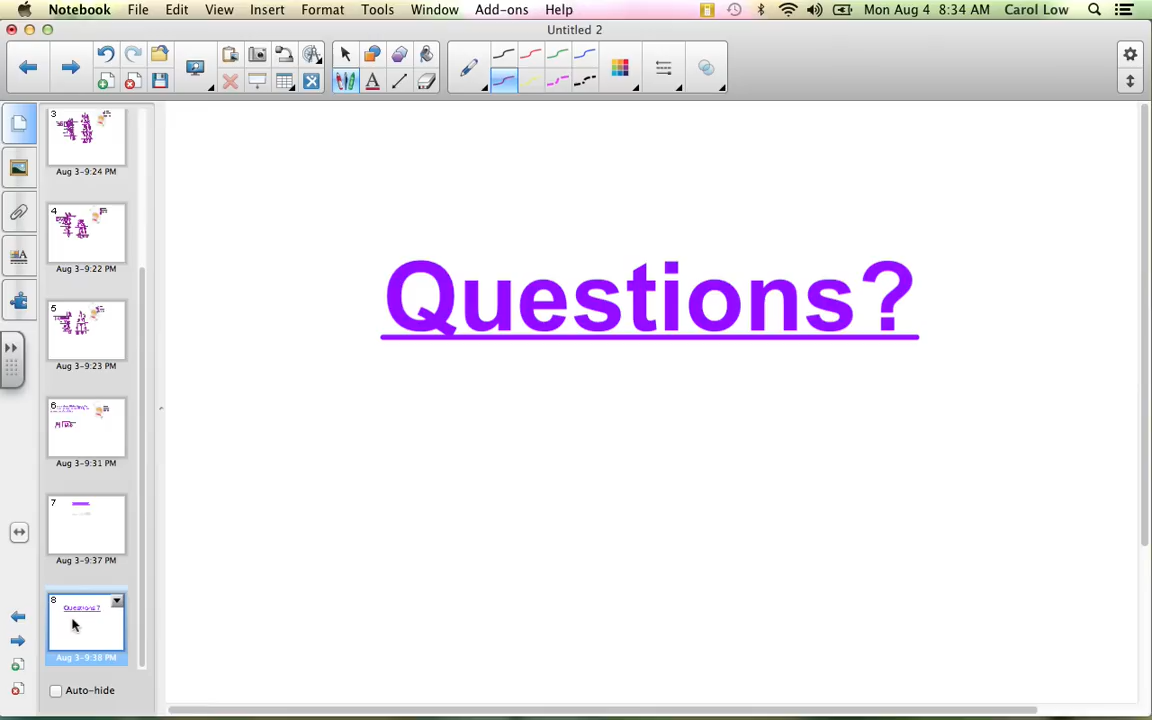 Notebook File Edit View Insert Format Tools Window Add-ons Help Mon Aug 4 8:34 AM Carol Low
Untitled 2
3
Aug 3-9:24 PM
4
Aug 3-9:22 PM
5
Aug 3-9:23 PM
6
Aug 3-9:31 PM
7
Aug 3-9:37 PM
8
Questions?
Aug 3-9:38 PM
Auto-hide
Questions?